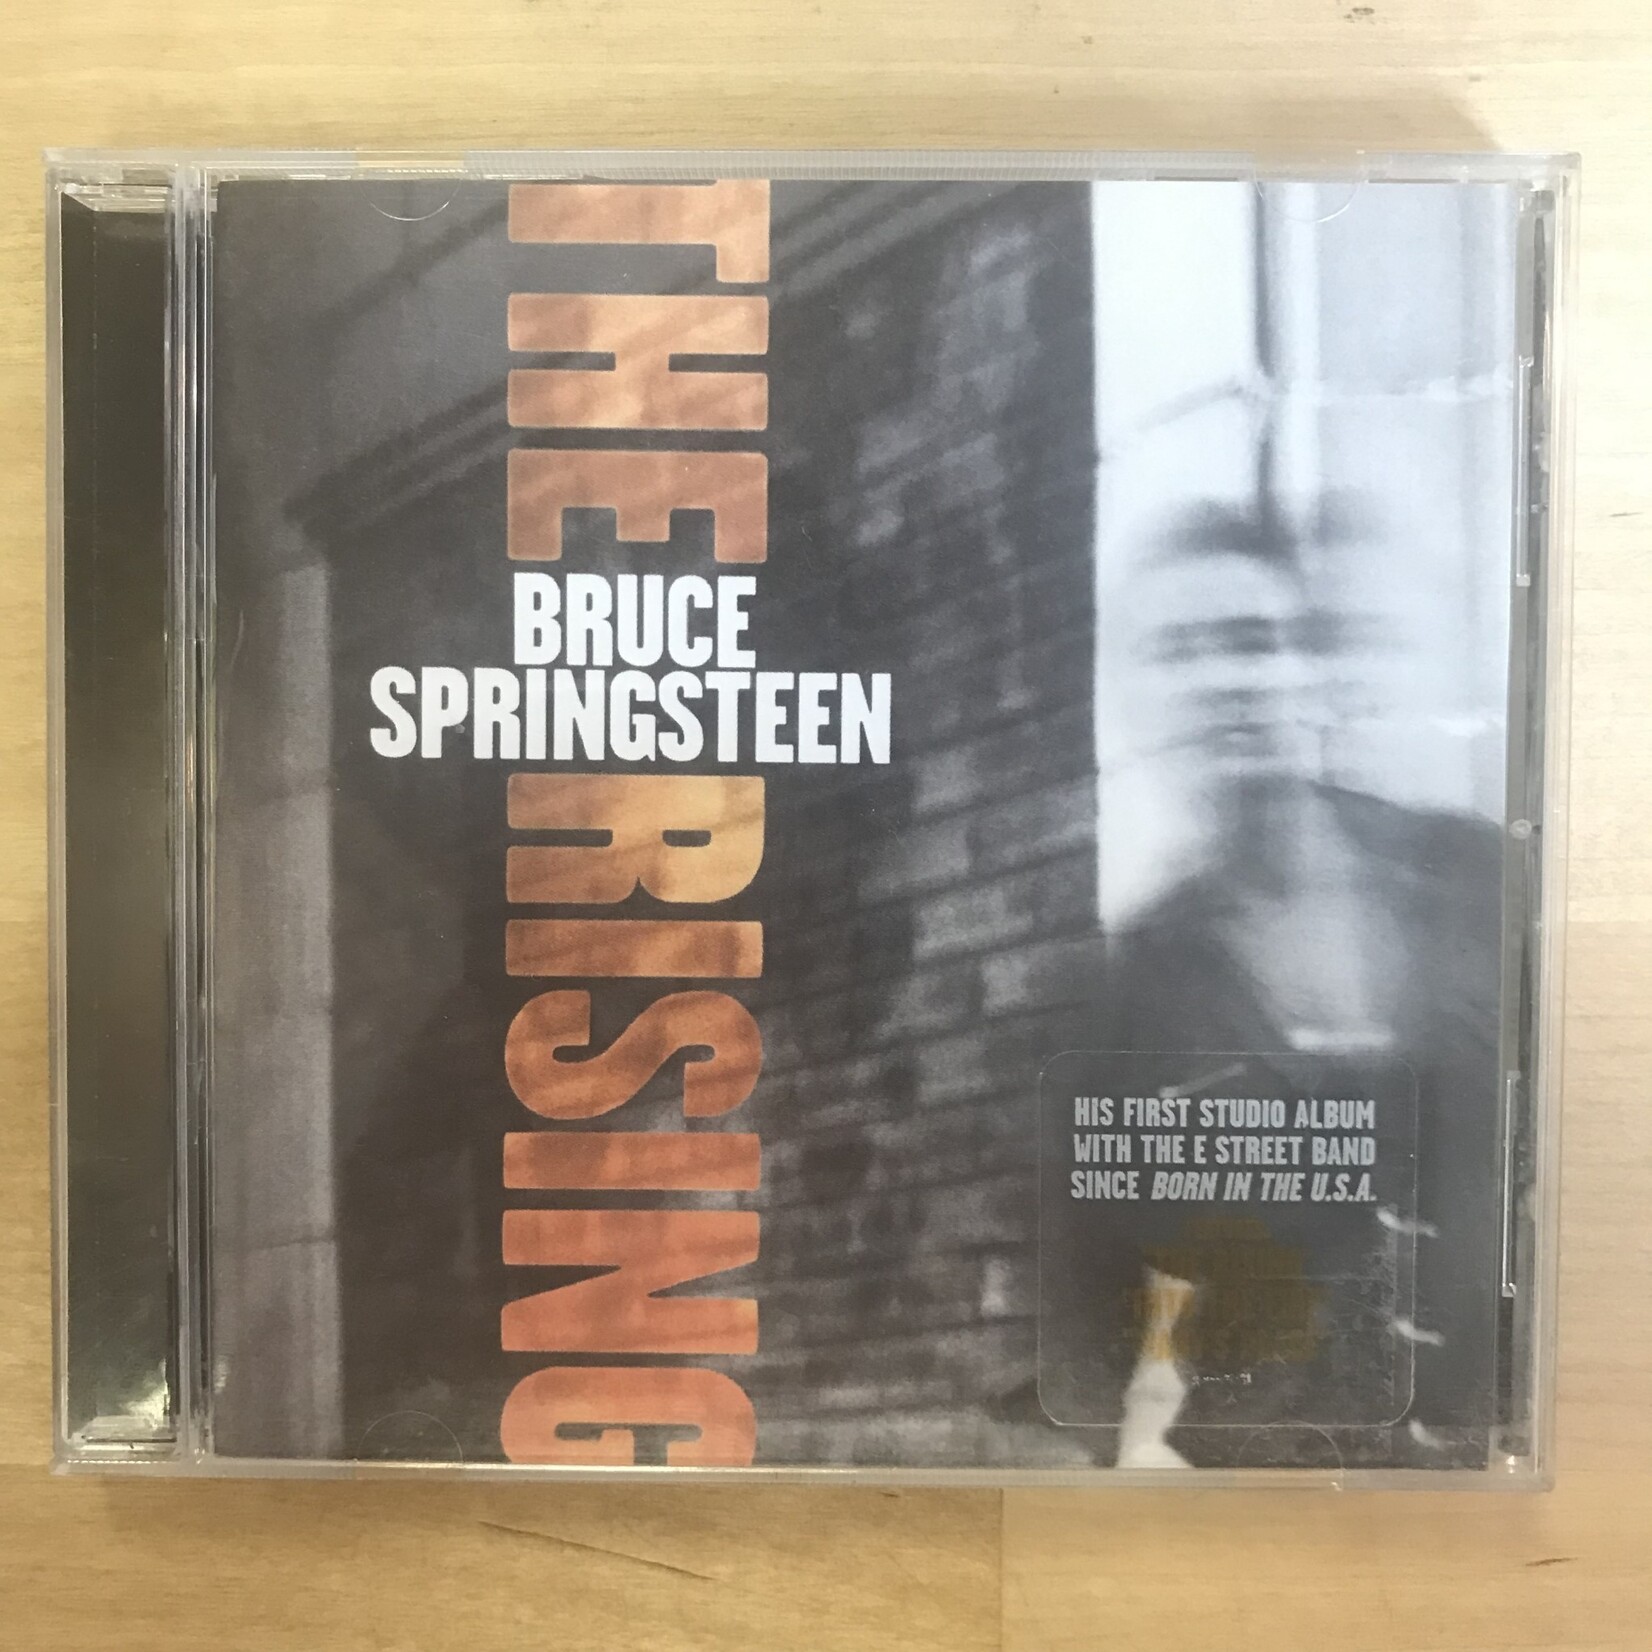 THE
BRUCE
SPRINGSTEEN
RISING
HIS FIRST STUDIO ALBUM
WITH THE E STREET BAND
SINCE BORN IN THE U.S.A.